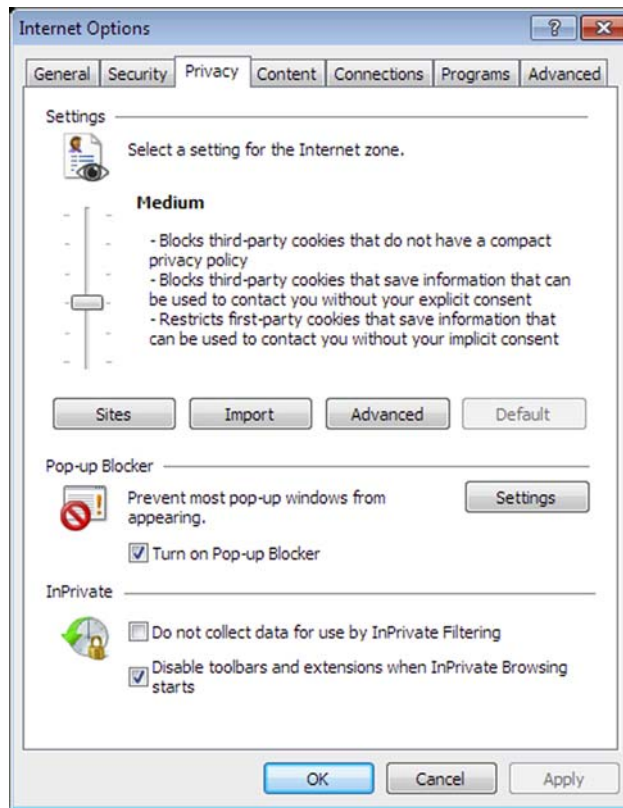 Internet Options
General Security Privacy Content Connections Programs Advanced
Settings
Select a setting for the Internet zone.
Medium
- Blocks third-party cookies that do not have a compact
privacy policy
- Blocks third-party cookies that save information that can
be used to contact you without your explicit consent
- Restricts first-party cookies that save information that
can be used to contact you without your implicit consent
Sites Import Advanced Default
Pop-up Blocker
Prevent most pop-up windows from
appearing.
Settings
Turn on Pop-up Blocker
InPrivate
Do not collect data for use by InPrivate Filtering
Disable toolbars and extensions when InPrivate Browsing
starts
OK Cancel Apply